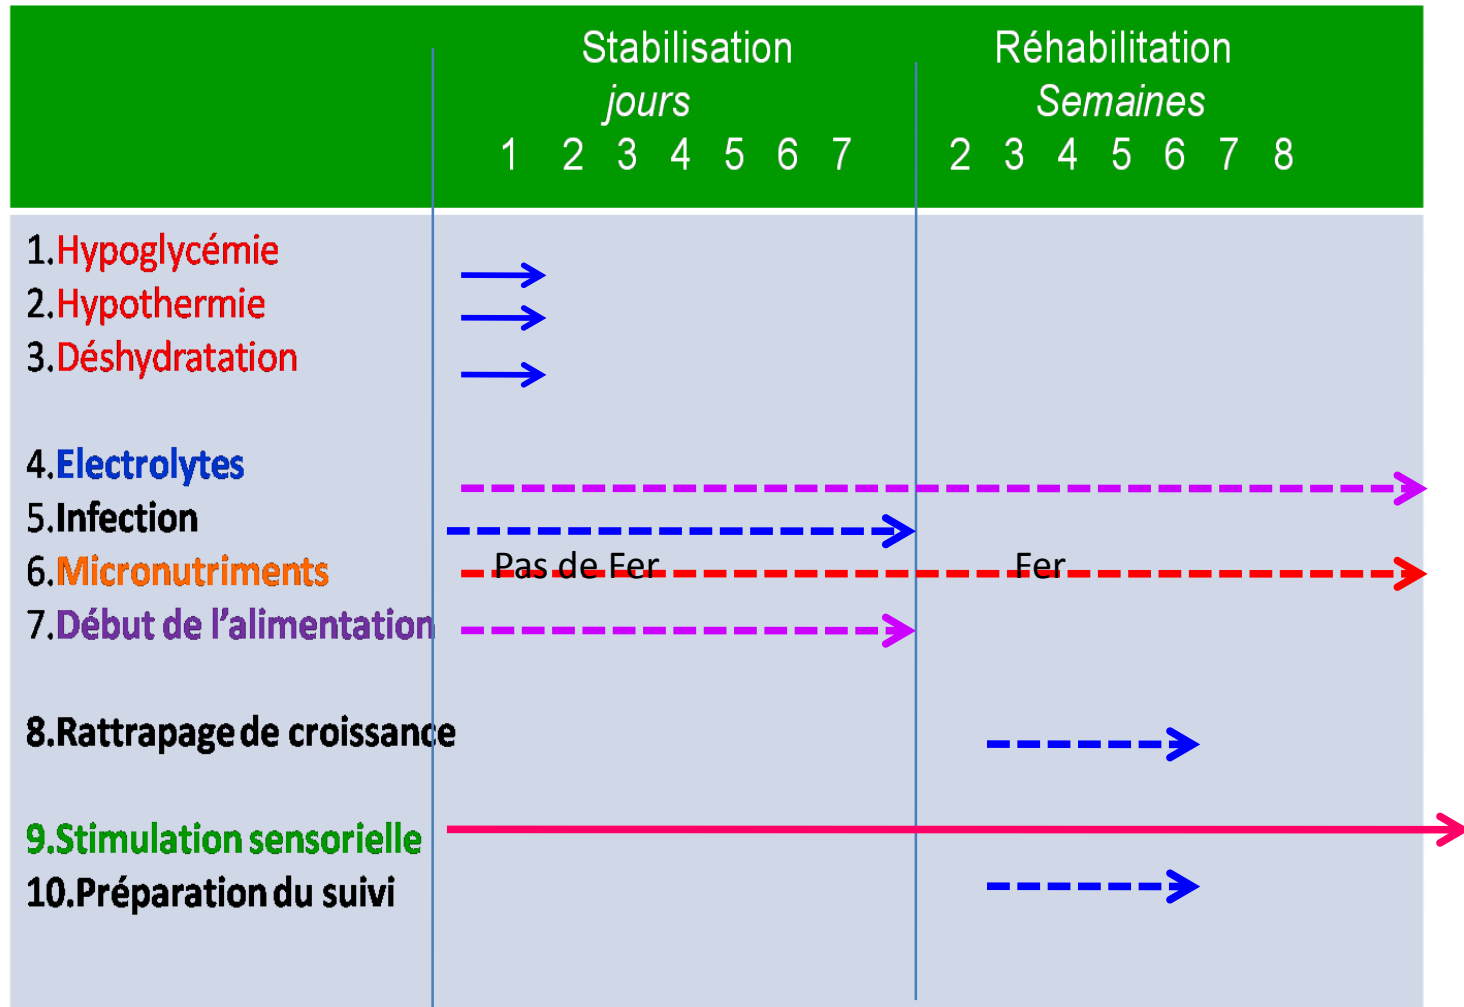 Stabilisation
jours
1 2 3 4 5 6 7
Réhabilitation
Semaines
2 3 4 5 6 7 8
1.Hypoglycémie
2.Hypothermie
3.Déshydratation
4.Electrolytes
5.Infection
6.Micronutriments
Pas de Fer
Fer
7.Début de l'alimentation
8.Rattrapage de croissance
9.Stimulation sensorielle
10.Préparation du suivi